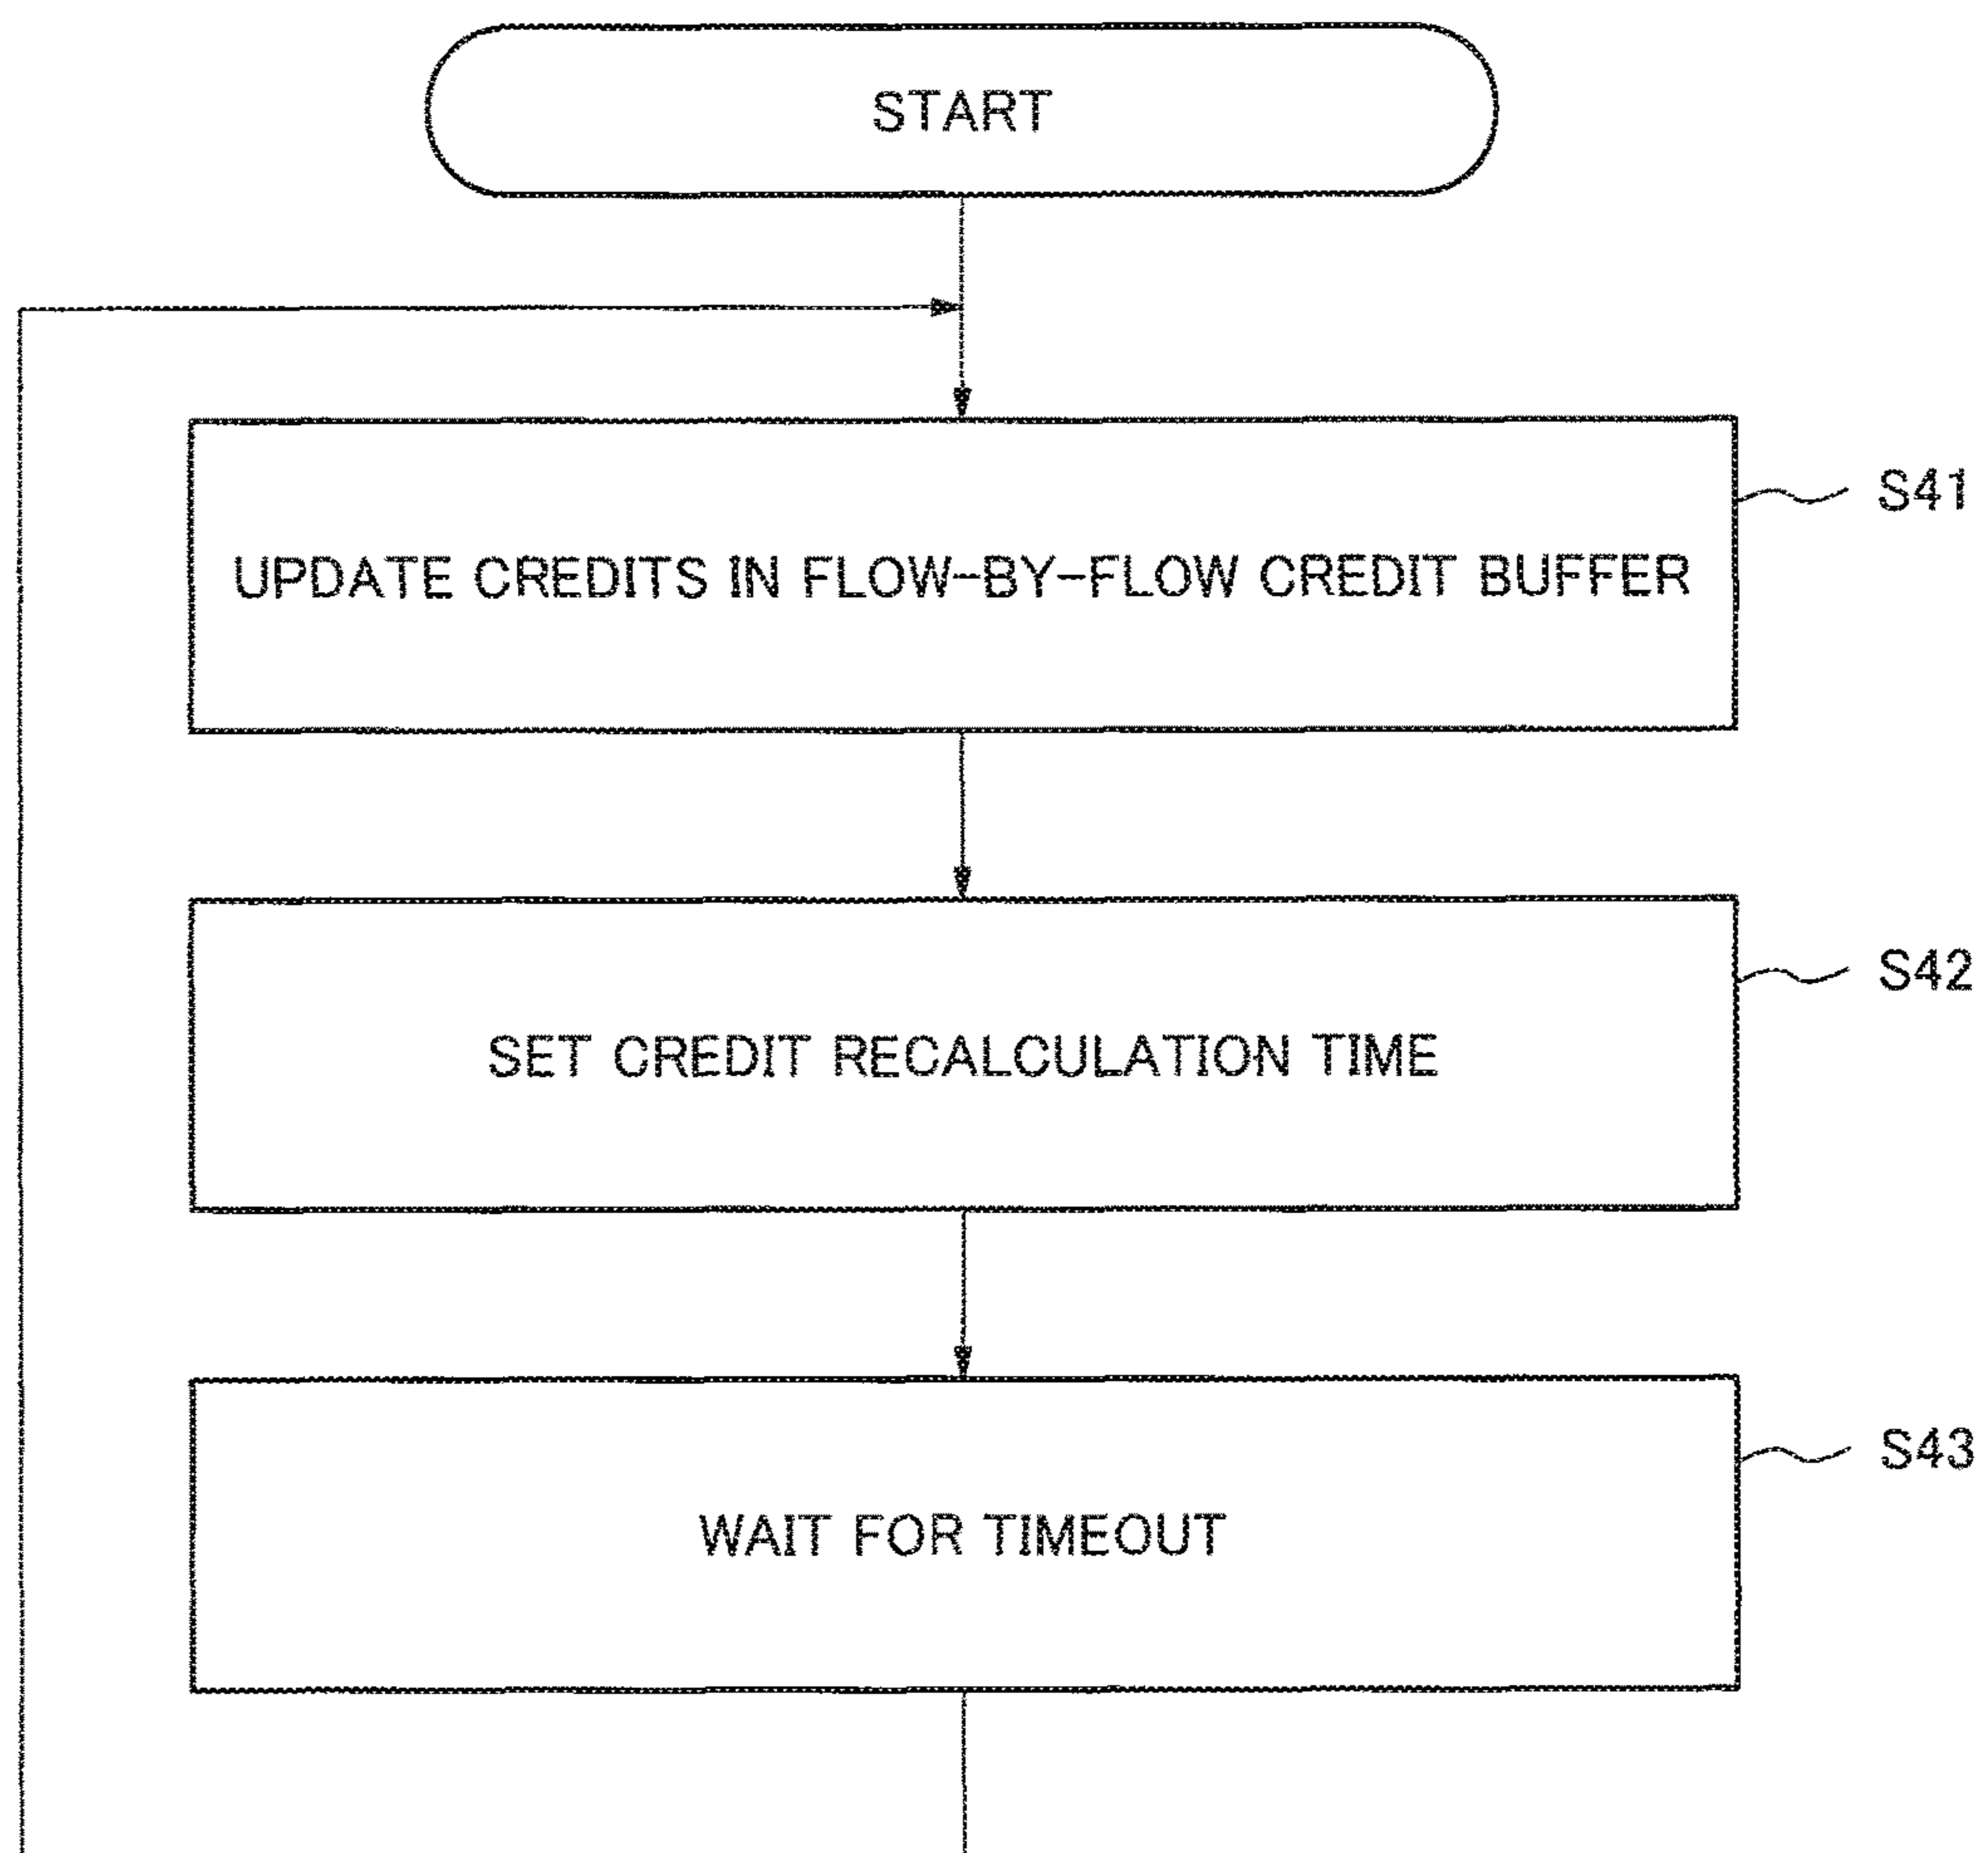 START
S41
UPDATE CREDITS IN FLOW-BY-FLOW CREDIT BUFFER
S42
SET CREDIT RECALCULATION TIME
S43
WAIT FOR TIMEOUT